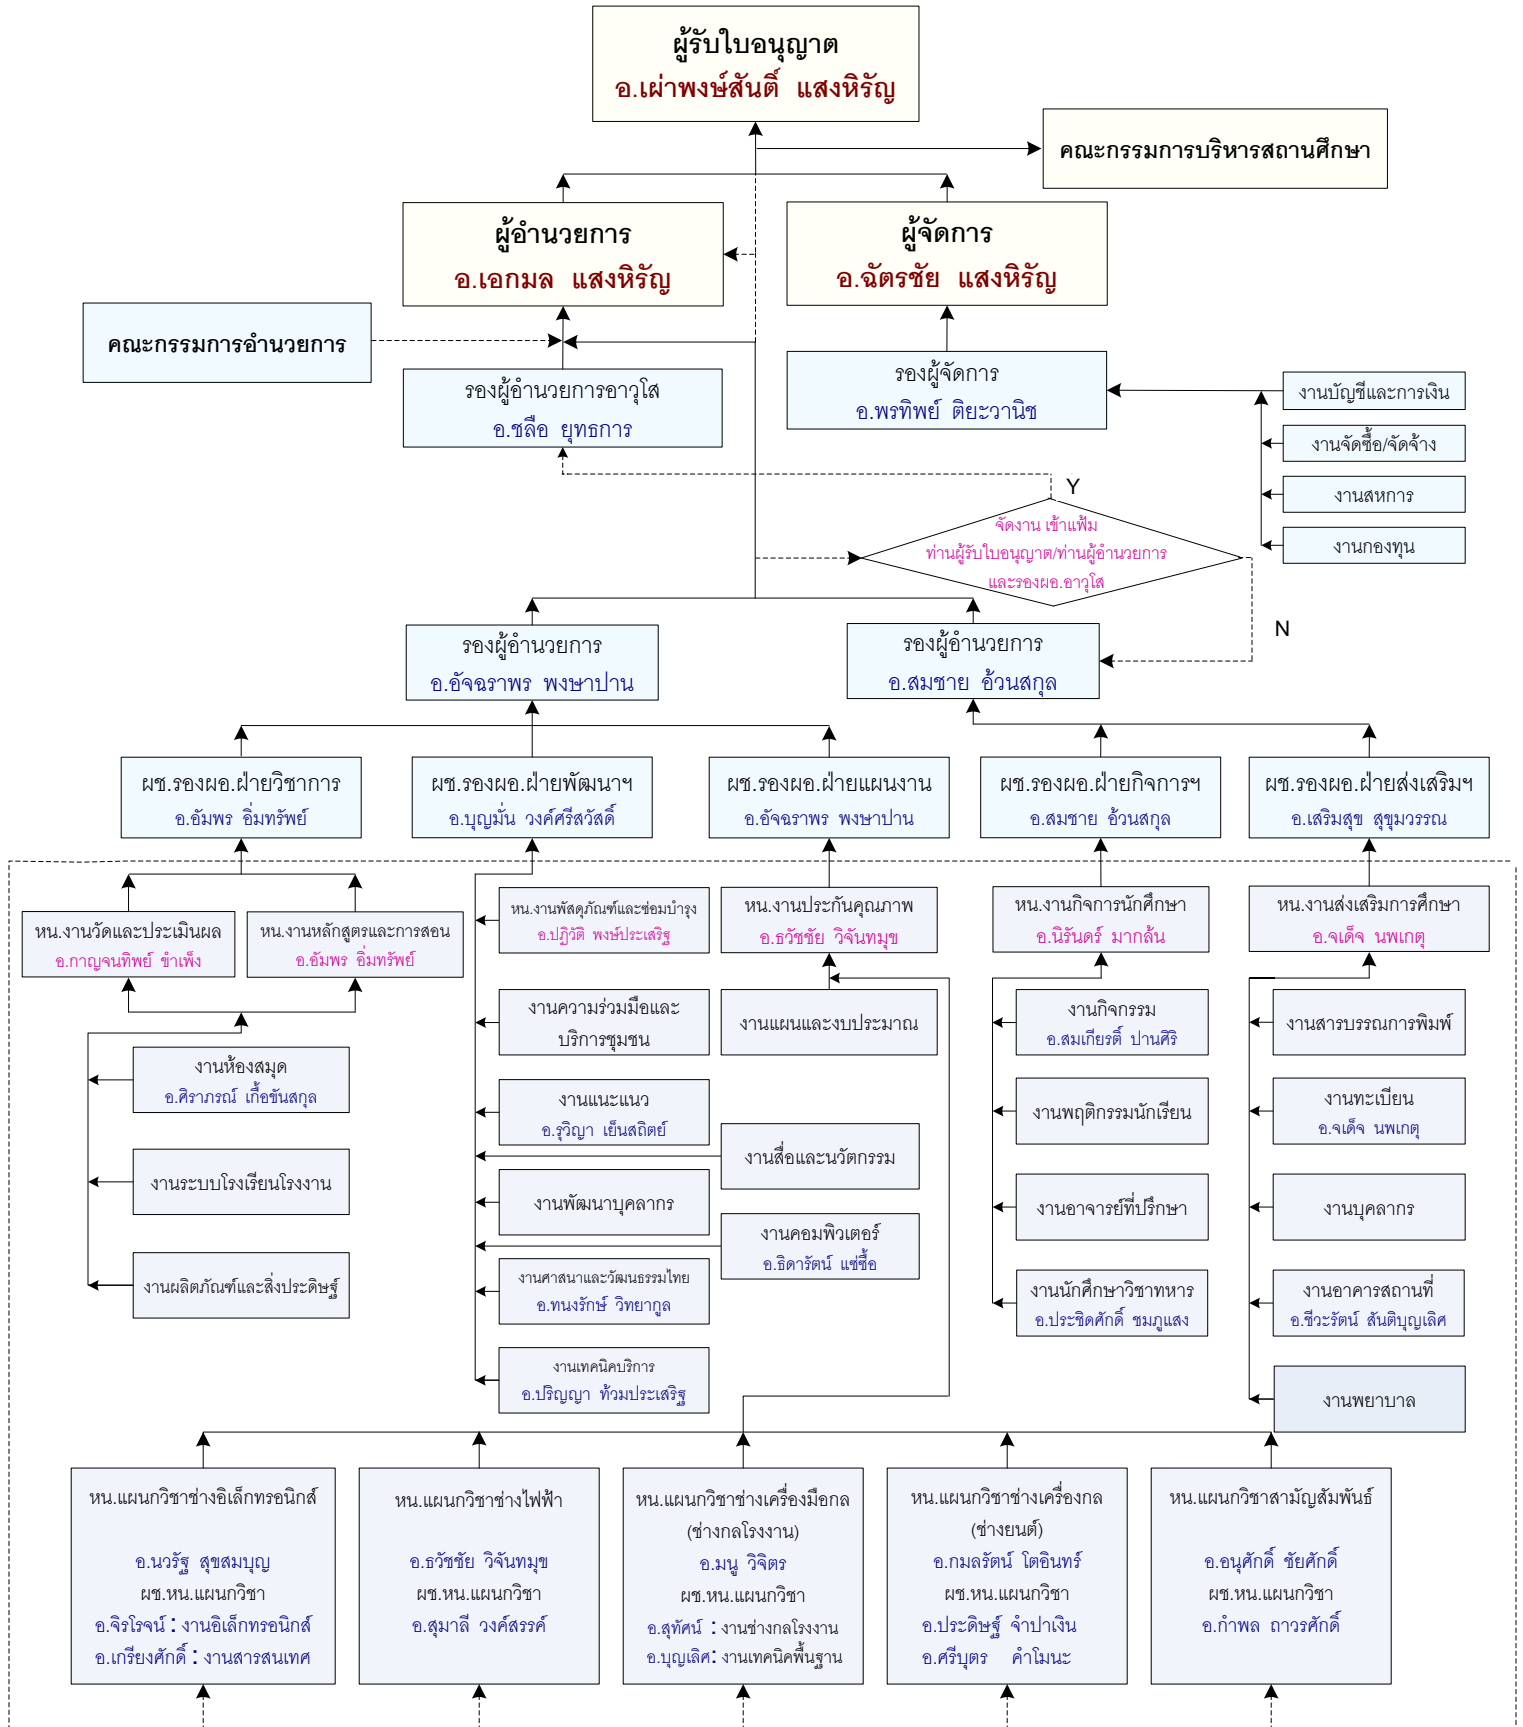 ผู้รับใบอนุญาต
อ.เผ่าพงษ์สันติ์ แสงหิรัญ
คณะกรรมการบริหารสถานศึกษา
ผู้อำนวยการ
อ.เอกมล แสงหิรัญ
ผู้จัดการ
อ.ฉัตรชัย แสงหิรัญ
คณะกรรมการอำนวยการ
รองผู้อำนวยการอาวุโส
อ.ชลือ ยุทธการ
รองผู้จัดการ
อ.พรทิพย์ ติยะวานิช
งานบัญชีและการเงิน
งานจัดซื้อ/จัดจ้าง
งานสหการ
งานกองทุน
Y
จัดงาน เข้าแฟ้ม
ท่านผู้รับใบอนุญาต/ท่านผู้อำนวยการ
และรองผอ.อาวุโส
N
รองผู้อำนวยการ
อ.อัจฉราพร พงษาปาน
รองผู้อำนวยการ
อ.สมชาย อ้วนสกุล
ผช.รองผอ.ฝ่ายวิชาการ
อ.อัมพร อิ่มทรัพย์
ผช.รองผอ.ฝ่ายพัฒนาฯ
อ.บุญมั่น วงค์ศรีสวัสดิ์
ผช.รองผอ.ฝ่ายแผนงาน
อ.อัจฉราพร พงษาปาน
ผช.รองผอ.ฝ่ายกิจการฯ
อ.สมชาย อ้วนสกุล
ผช.รองผอ.ฝ่ายส่งเสริมฯ
อ.เสริมสุข สุขุมวรรณ
หน.งานวัดและประเมินผล
อ.กาญจนทิพย์ ขำเพ็ง
หน.งานหลักสูตรและการสอน
อ.อัมพร อิ่มทรัพย์
หน.งานพัสดุภัณฑ์และซ่อมบำรุง
อ.ปฏิวัติ พงษ์ประเสริฐ
หน.งานประกันคุณภาพ
อ.ธวัชชัย วิจันทมุข
หน.งานกิจการนักศึกษา
อ.นิรันดร์ มากล้น
หน.งานส่งเสริมการศึกษา
อ.จเด็จ นพเกตุ
งานห้องสมุด
อ.ศิราภรณ์ เกื้อขันสกุล
งานระบบโรงเรียนโรงงาน
งานผลิตภัณฑ์และสิ่งประดิษฐ์
งานความร่วมมือและ
บริการชุมชน
งานแนะแนว
อ.รุวิญา เย็นสถิตย์
งานพัฒนาบุคลากร
งานศาสนาและวัฒนธรรมไทย
อ.ทนงรักษ์ วิทยากูล
งานเทคนิคบริการ
อ.ปริญญา ท้วมประเสริฐ
งานแผนและงบประมาณ
งานสื่อและนวัตกรรม
งานคอมพิวเตอร์
อ.ธิดารัตน์ แซ่ซื้อ
งานกิจกรรม
อ.สมเกียรติ์ ปานศิริ
งานพฤติกรรมนักเรียน
งานอาจารย์ที่ปรึกษา
งานนักศึกษาวิชาทหาร
อ.ประชิดศักดิ์ ชมภูแสง
งานสารบรรณการพิมพ์
งานทะเบียน
อ.จเด็จ นพเกตุ
งานบุคลากร
งานอาคารสถานที่
อ.ชีวะรัตน์ สันติบุญเลิศ
งานพยาบาล
หน.แผนกวิชาช่างอิเล็กทรอนิกส์
อ.นวรัฐ สุขสมบุญ
ผช.หน.แผนกวิชา
อ.จิรโรจน์ : งานอิเล็กทรอนิกส์
อ.เกรียงศักดิ์ : งานสารสนเทศ
หน.แผนกวิชาช่างไฟฟ้า
อ.ธวัชชัย วิจันทมุข
ผช.หน.แผนกวิชา
อ.สุมาลี วงค์สรรค์
หน.แผนกวิชาช่างเครื่องมือกล
(ช่างกลโรงงาน)
อ.มนู วิจิตร
ผช.หน.แผนกวิชา
อ.สุทัศน์ : งานช่างกลโรงงาน
อ.บุญเลิศ: งานเทคนิคพื้นฐาน
หน.แผนกวิชาช่างเครื่องกล
(ช่างยนต์)
อ.กมลรัตน์ โตอินทร์
ผช.หน.แผนกวิชา
อ.ประดิษฐ์ จำปาเงิน
อ.ศรีบุตร คำโมนะ
หน.แผนกวิชาสามัญสัมพันธ์
อ.อนุศักดิ์ ชัยศักดิ์
ผช.หน.แผนกวิชา
อ.กำพล ถาวรศักดิ์